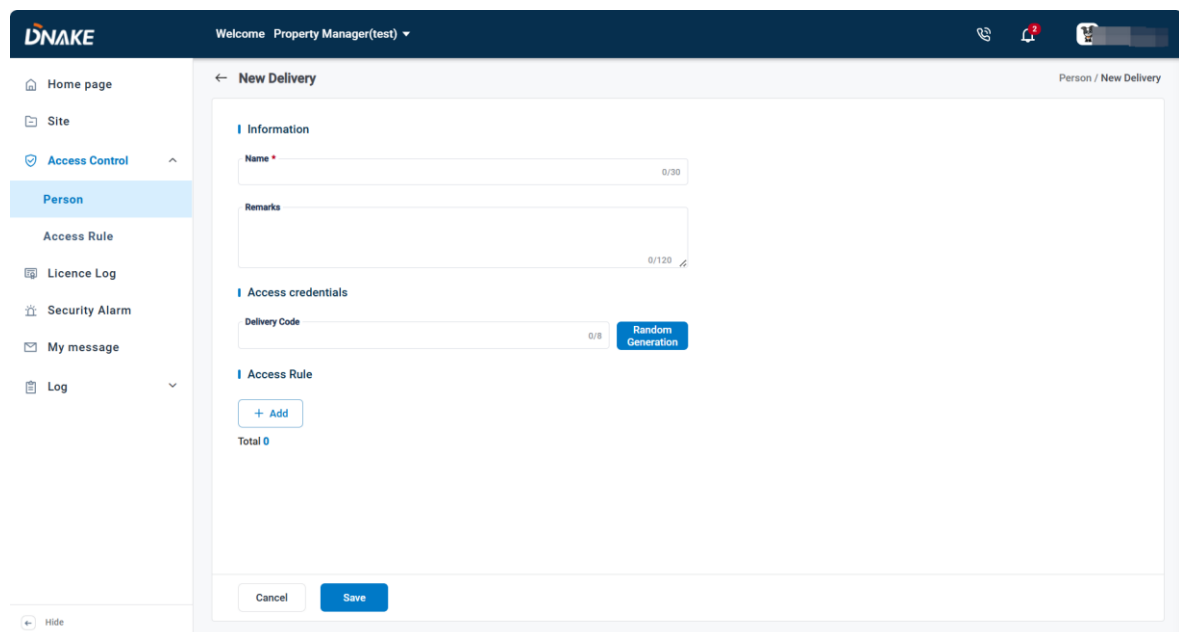 DNAKE
Welcome Property Manager(test)
2
Home page
Site
Access Control
Person
Access Rule
Licence Log
Security Alarm
My message
Log
Hide
New Delivery
Person / New Delivery
Information
Name *
0/30
Remarks
0/120
Access credentials
Delivery Code
0/8
Random
Generation
Access Rule
+ Add
Total 0
Cancel
Save